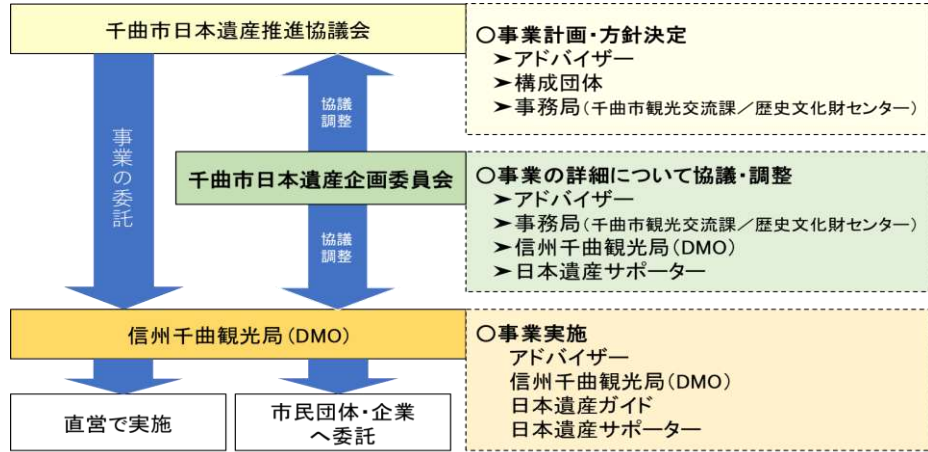 千曲市日本遺産推進協議会
〇事業計画・方針決定
➤アドバイザー
➤構成団体
➤事務局(千曲市観光交流課/歴史文化財センター)
事業の委託
協議
調整
千曲市日本遺産企画委員会
〇事業の詳細について協議・調整
➤アドバイザー
➤事務局(千曲市観光交流課/歴史文化財センター)
➤信州千曲観光局(DMO)
➤日本遺産サポーター
協議
調整
信州千曲観光局(DMO)
〇事業実施
アドバイザー
信州千曲観光局(DMO)
日本遺産ガイド
日本遺産サポーター
直営で実施
市民団体・企業
へ委託